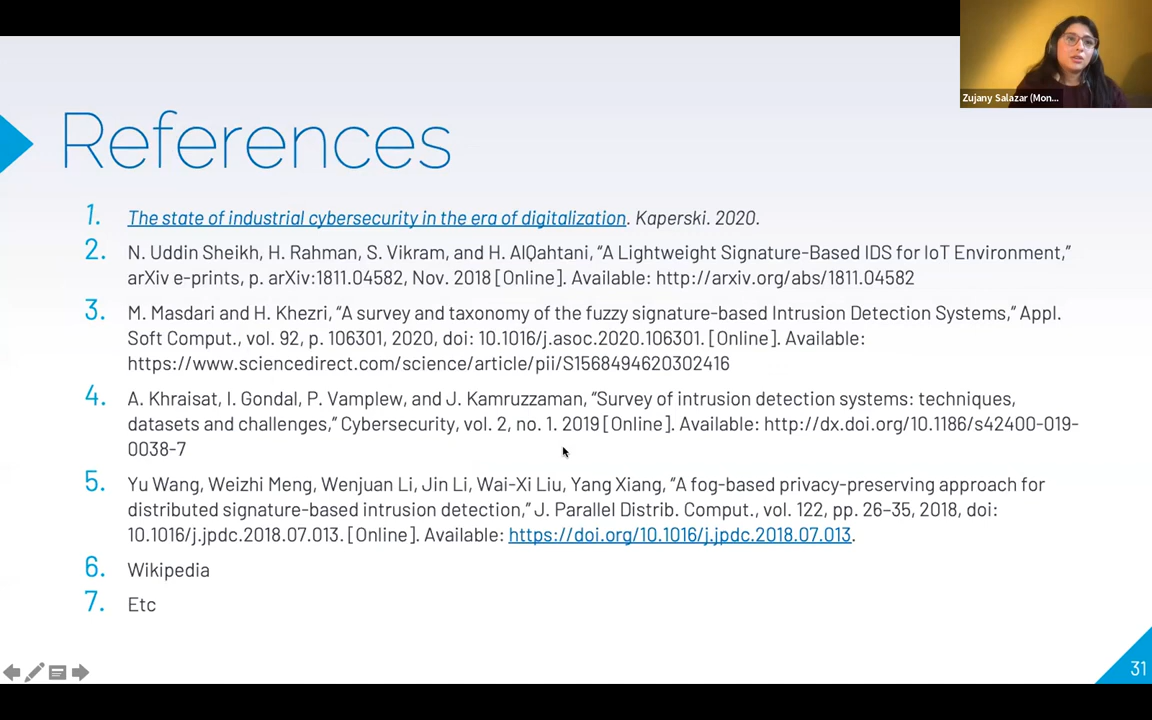 Zujany Salazar (Mon...
References
1. The state of industrial cybersecurity in the era of digitalization. Kaperski. 2020.
2. N. Uddin Sheikh, H. Rahman, S. Vikram, and H. AlQahtani, “A Lightweight Signature-Based IDS for IoT Environment,”
arXiv e-prints, p. arXiv:1811.04582, Nov. 2018 [Online]. Available: http://arxiv.org/abs/1811.04582
3. M. Masdari and H. Khezri, “A survey and taxonomy of the fuzzy signature-based Intrusion Detection Systems,” Appl.
Soft Comput., vol. 92, p. 106301, 2020, doi: 10.1016/j.asoc.2020.106301. [Online]. Available:
https://www.sciencedirect.com/science/article/pii/S1568494620302416
4. A. Khraisat, I. Gondal, P. Vamplew, and J. Kamruzzaman, “Survey of intrusion detection systems: techniques,
datasets and challenges,” Cybersecurity, vol. 2, no. 1. 2019 [Online]. Available: http://dx.doi.org/10.1186/s42400-019-
0038-7
5. Yu Wang, Weizhi Meng, Wenjuan Li, Jin Li, Wai-Xi Liu, Yang Xiang, “A fog-based privacy-preserving approach for
distributed signature-based intrusion detection,” J. Parallel Distrib. Comput., vol. 122, pp. 26–35, 2018, doi:
10.1016/j.jpdc.2018.07.013. [Online]. Available: https://doi.org/10.1016/j.jpdc.2018.07.013.
6. Wikipedia
7. Etc
31